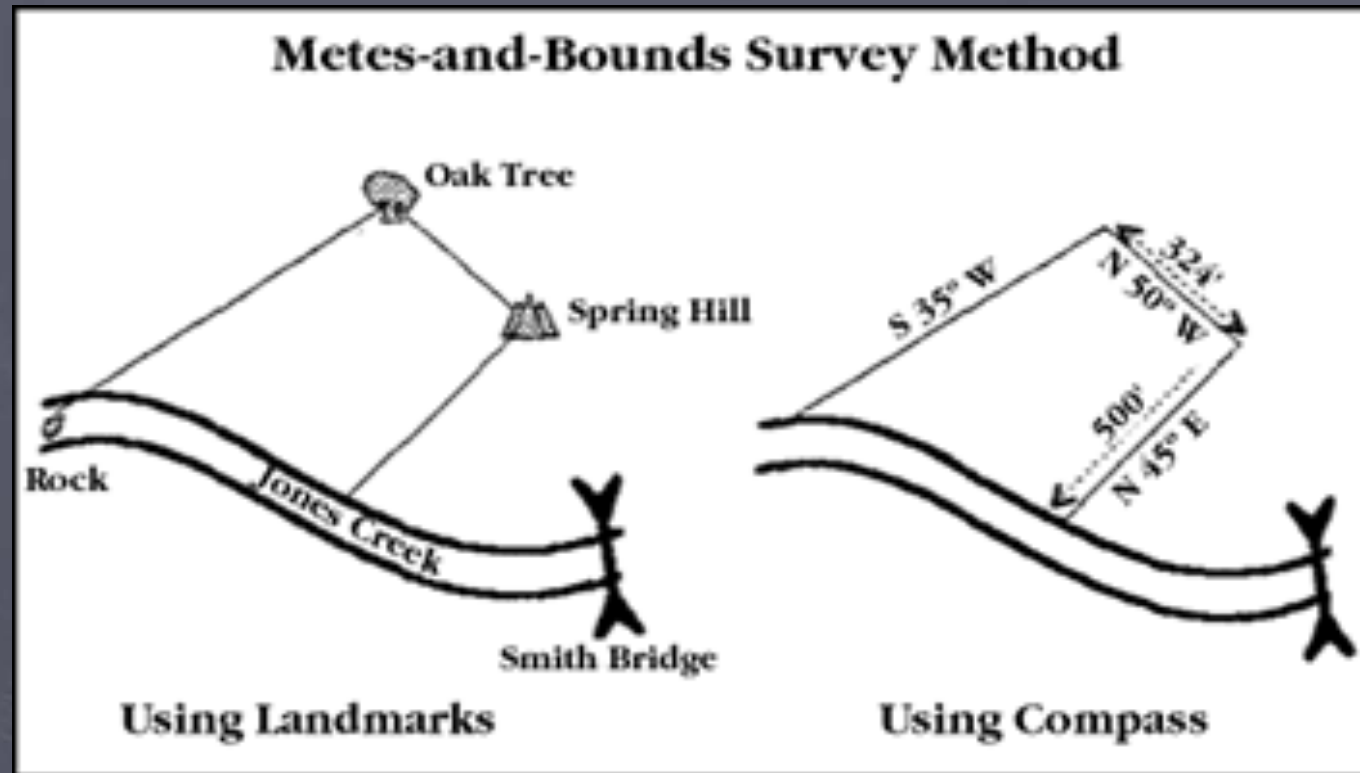 Metes-and-Bounds Survey Method
Oak Tree
Spring Hill
Rock
Jones Creek
Smith Bridge
Using Landmarks
S 35° W
324'
N 50° W
500'
N 45° E
Using Compass